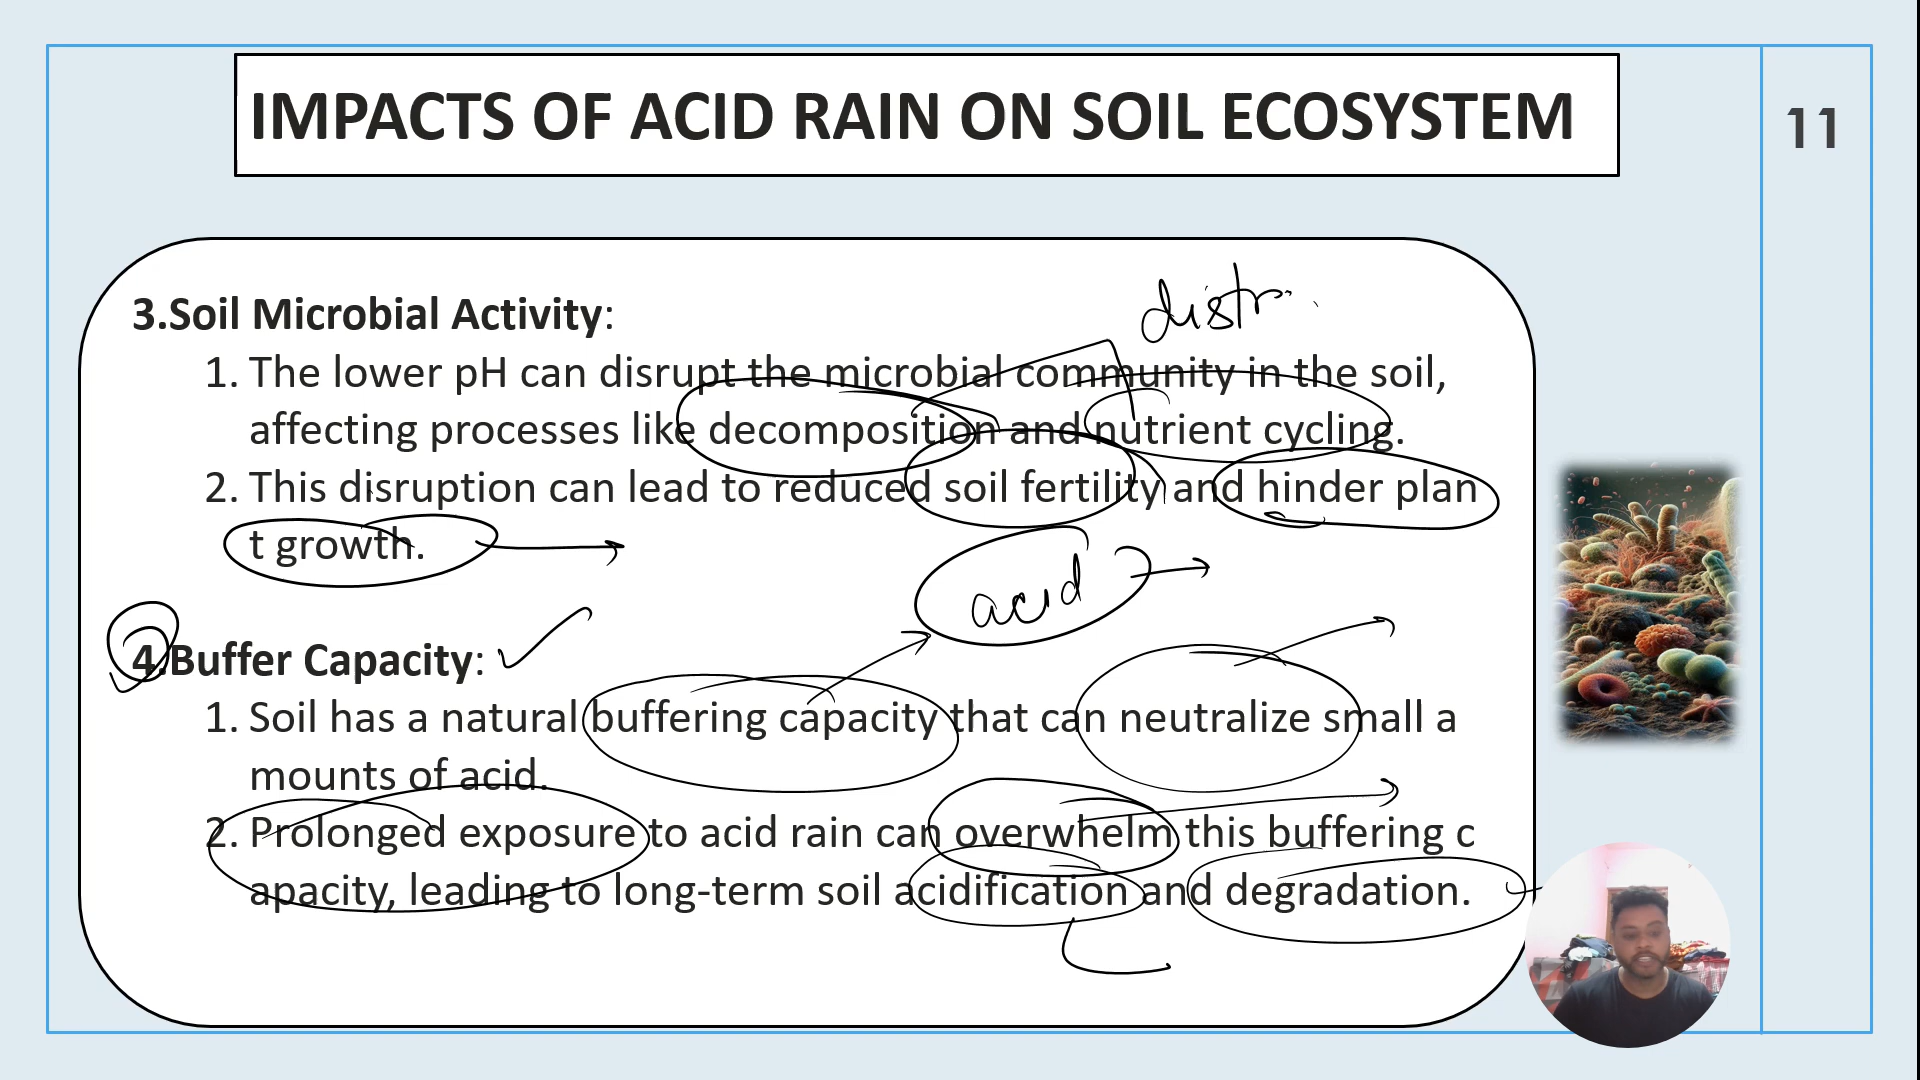 IMPACTS OF ACID RAIN ON SOIL ECOSYSTEM
11
distr
3.Soil Microbial Activity:
1. The lower pH can disrupt the microbial community in the soil,
affecting processes like decomposition and nutrient cycling.
2. This disruption can lead to reduced soil fertility and hinder plan
t growth.
acid
4.Buffer Capacity:
1. Soil has a natural buffering capacity that can neutralize small a
mounts of acid.
2. Prolonged exposure to acid rain can overwhelm this buffering c
apacity, leading to long-term soil acidification and degradation.